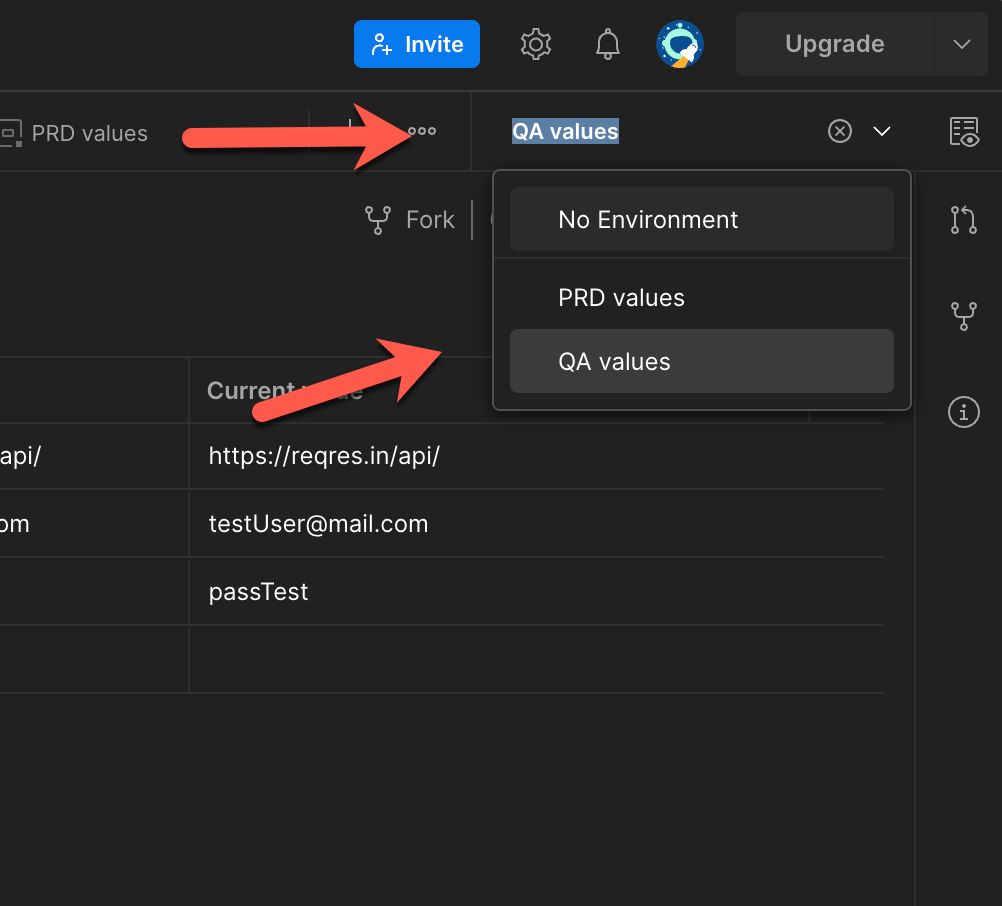 Invite
Upgrade
PRD values
QA values
Fork
No Environment
PRD values
QA values
Current
api/
https://reqres.in/api/
om
testUser@mail.com
passTest